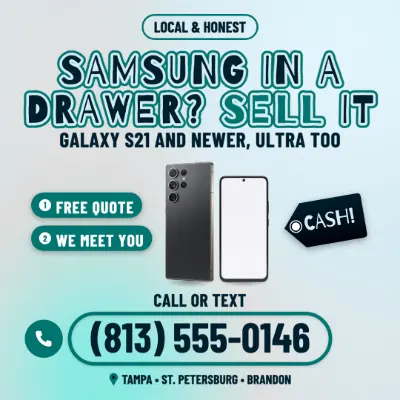 LOCAL & HONEST
SAMSUNG IN A
DRAWER? SELL IT
GALAXY S21 AND NEWER, ULTRA TOO
1 FREE QUOTE
2 WE MEET YOU
CASH!
CALL OR TEXT
(813) 555-0146
TAMPA • ST. PETERSBURG • BRANDON